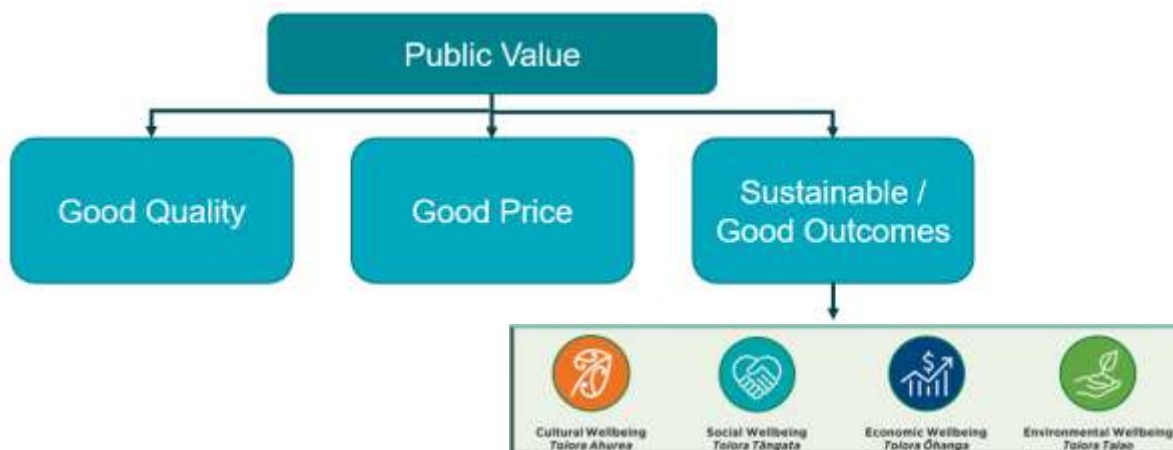 Public Value
Good Quality
Good Price
Sustainable /
Good Outcomes
$
Cultural Wellbeing
Toiora Ahurea
Social Wellbeing
Toiora Tāngata
Economic Wellbeing
Toiora Ōhanga
Environmental Wellbeing
Toiora Taiao